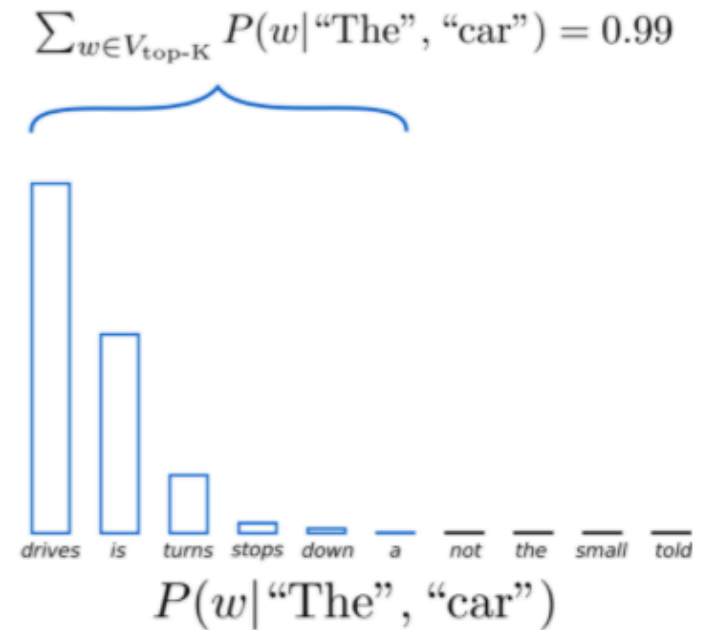 ∑w∈Vtop-K P(w|“The”, “car”) = 0.99
drives is turns stops down a not the small told
P(w|“The”, “car”)